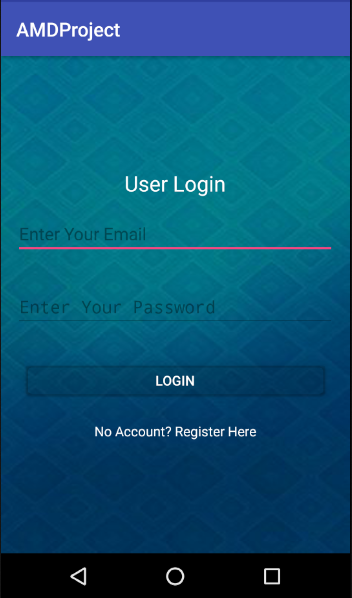 AMDProject
User Login
Enter Your Email
Enter Your Password
LOGIN
No Account? Register Here